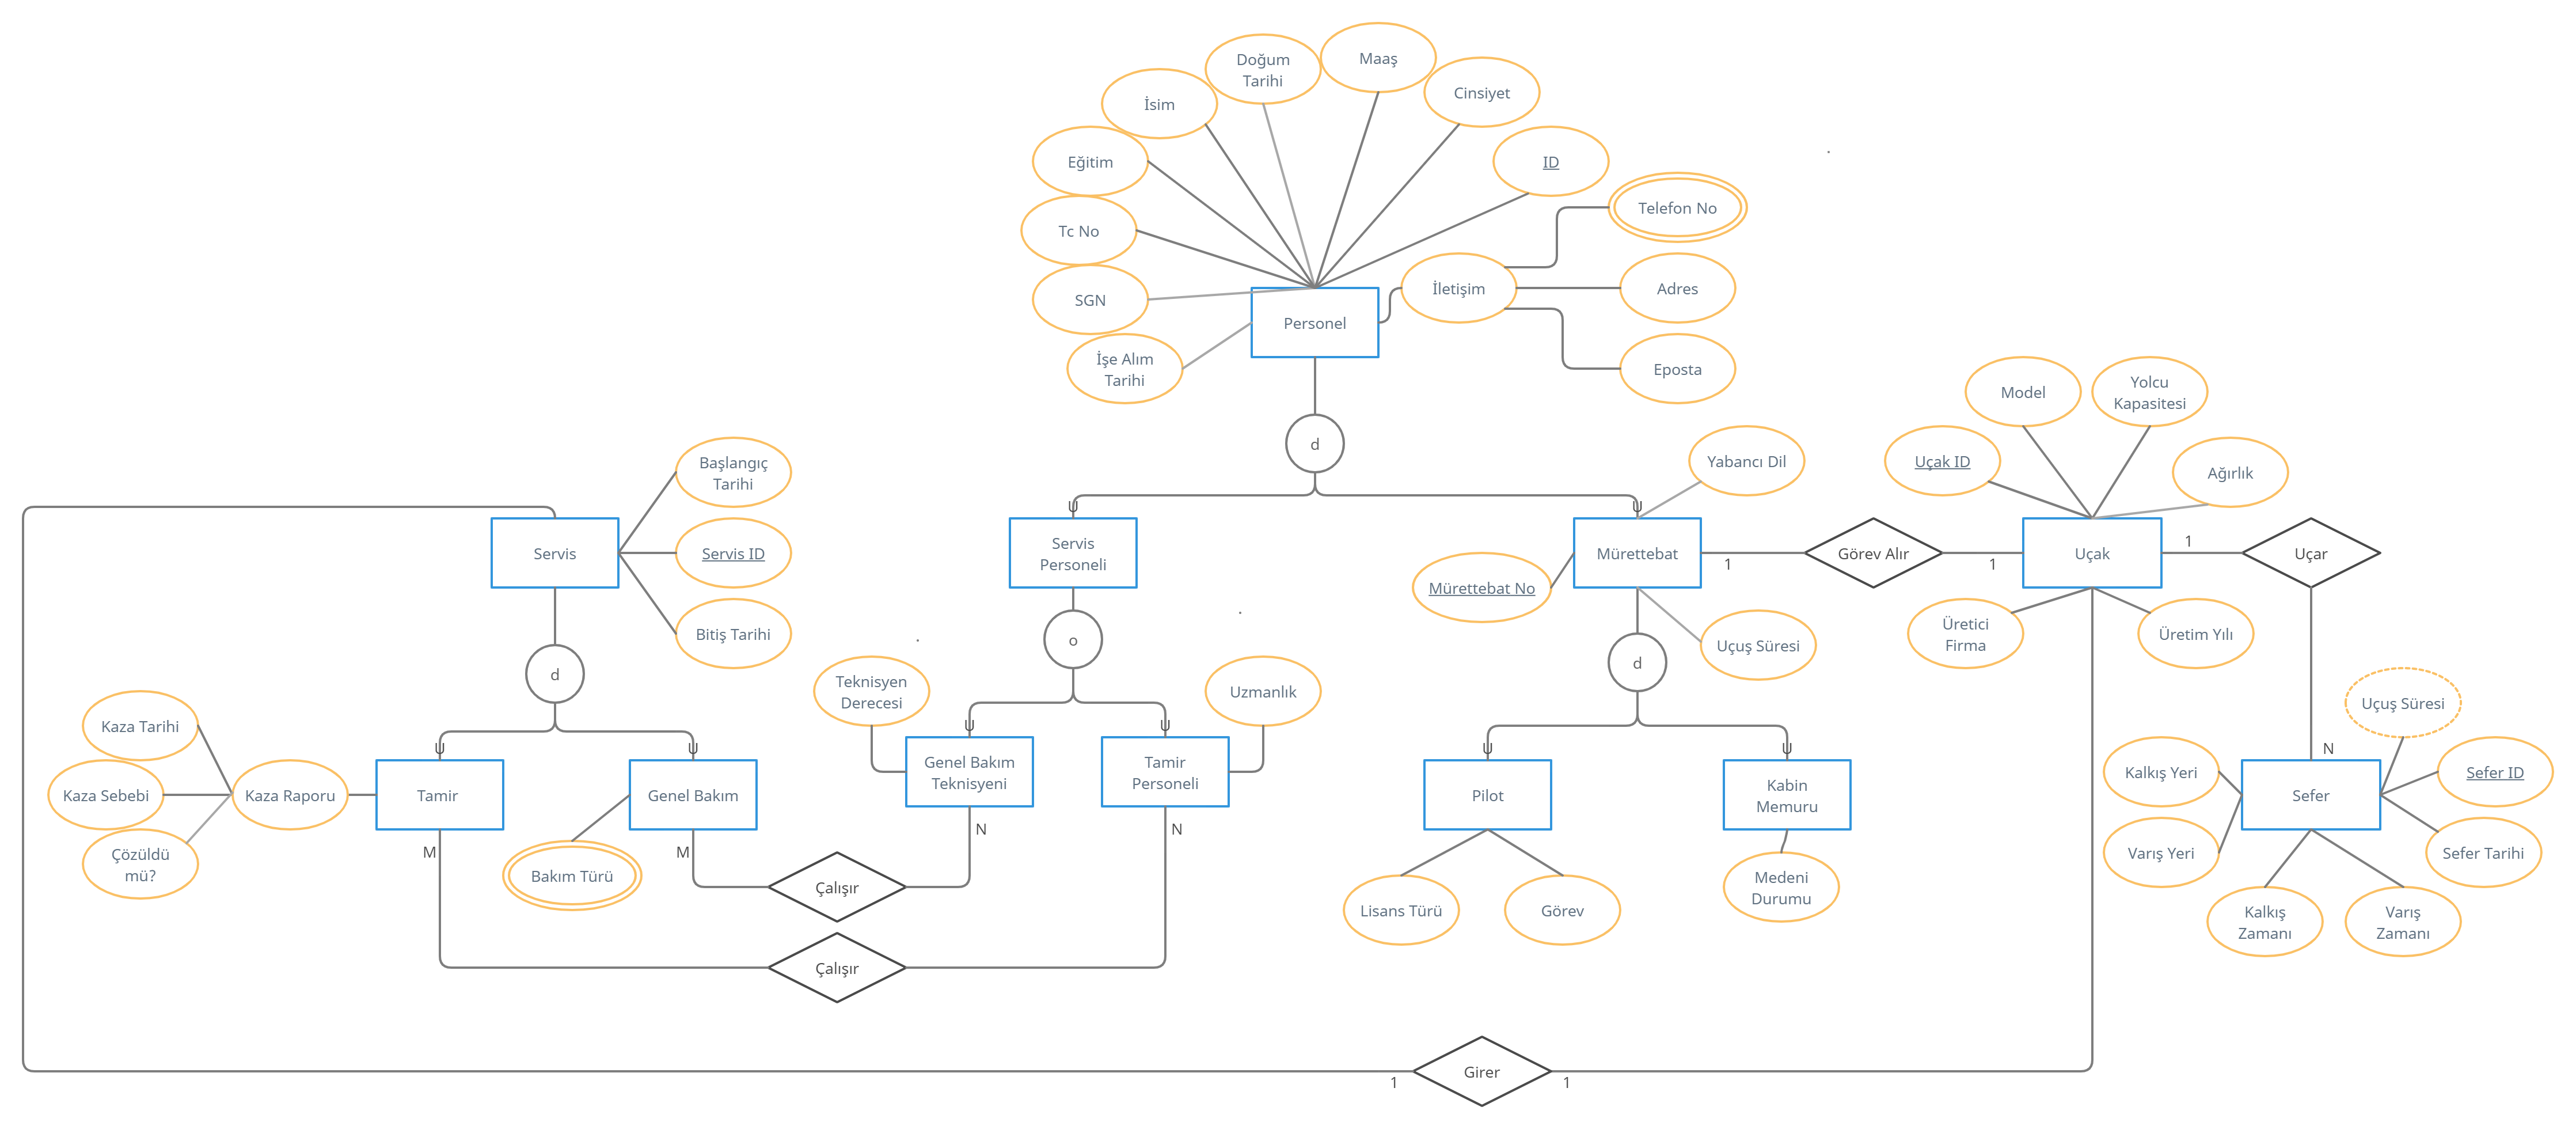 Maaş
Doğum
Tarihi
Cinsiyet
İsim
Eğitim
ID
Telefon No
Tc No
İletişim
Adres
SGN
Personel
İşe Alım
Tarihi
Eposta
Model
Yolcu
Kapasitesi
d
Başlangıç
Tarihi
Yabancı Dil
Uçak ID
Ağırlık
U
U
Servis
Servis ID
Servis
Personeli
Mürettebat
1
Görev Alır
1
Uçak
1
Uçar
Mürettebat No
Bitiş Tarihi
o
Uçuş Süresi
Üretici
Firma
Üretim Yılı
d
d
Teknisyen
Derecesi
Uzmanlık
Uçuş Süresi
Kaza Tarihi
U
U
U
U
U
U
N
Kaza Sebebi
Kaza Raporu
Tamir
Genel Bakım
Genel Bakım
Teknisyeni
Tamir
Personeli
Pilot
Kabin
Memuru
Kalkış Yeri
Sefer
Sefer ID
Çözüldü
mü?
M
M
N
N
Varış Yeri
Sefer Tarihi
Bakım Türü
Çalışır
Lisans Türü
Görev
Medeni
Durumu
Kalkış
Zamanı
Varış
Zamanı
Çalışır
1
Girer
1